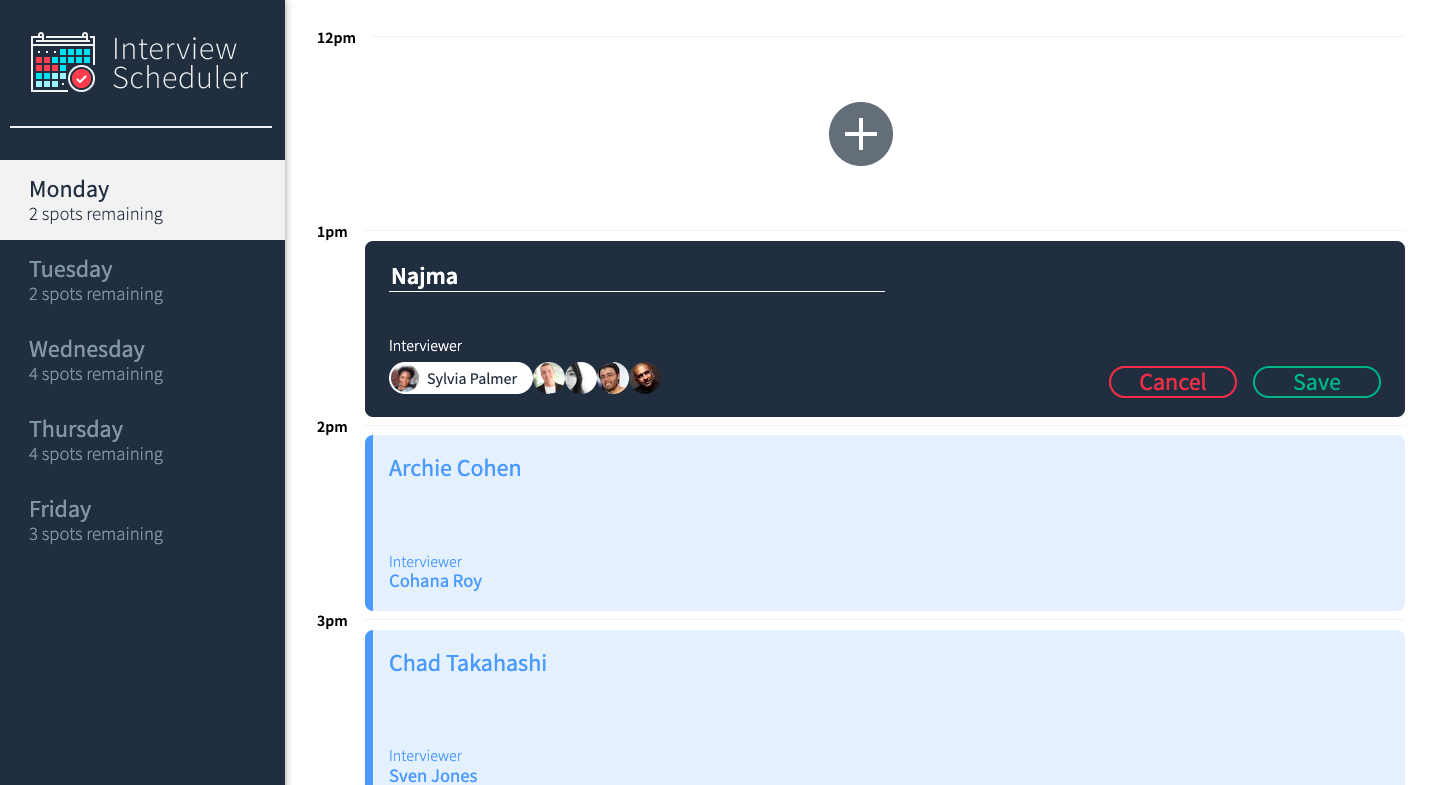 Interview
Scheduler
Monday
2 spots remaining
Tuesday
2 spots remaining
Wednesday
4 spots remaining
Thursday
4 spots remaining
Friday
3 spots remaining
12pm
1pm
Najma
Interviewer
Sylvia Palmer
Cancel
Save
2pm
Archie Cohen
Interviewer
Cohana Roy
3pm
Chad Takahashi
Interviewer
Sven Jones